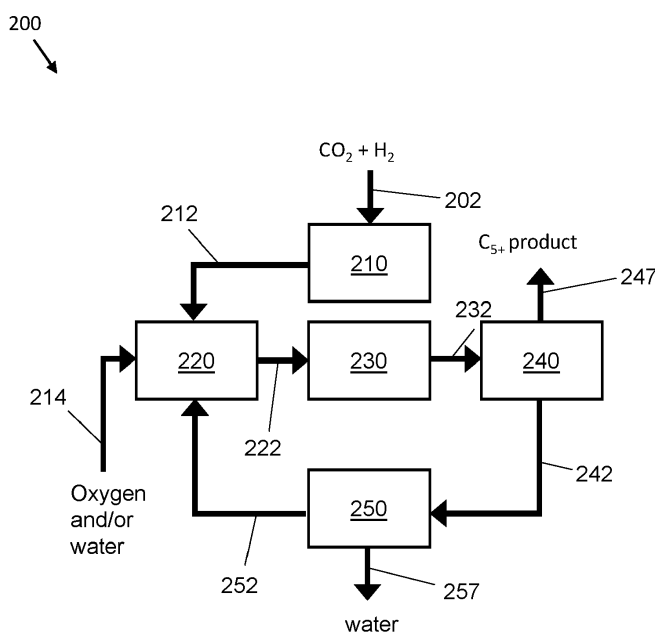 200
CO₂ + H₂
202
212
210
C₅₊ product
247
232
220
230
240
214
222
242
Oxygen
and/or
water
250
252
257
water